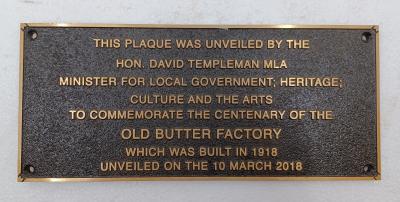 THIS PLAQUE WAS UNVEILED BY THE
HON. DAVID TEMPLEMAN MLA
MINISTER FOR LOCAL GOVERNMENT; HERITAGE;
CULTURE AND THE ARTS
TO COMMEMORATE THE CENTENARY OF THE
OLD BUTTER FACTORY
WHICH WAS BUILT IN 1918
UNVEILED ON THE 10 MARCH 2018